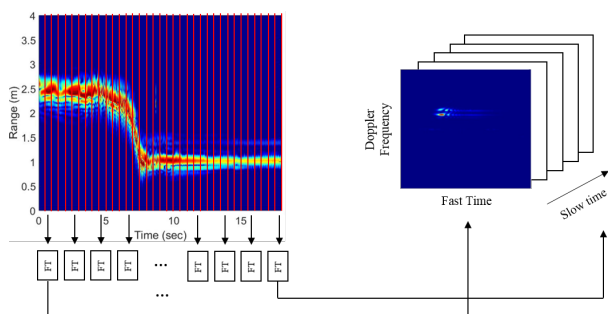 4
3.5
3
2.5
2
1.5
1
0.5
0
Range (m)
0 5 10 15
Time (sec)
FT FT FT FT ... FT FT FT FT
...
Doppler
Frequency
Fast Time
Slow time